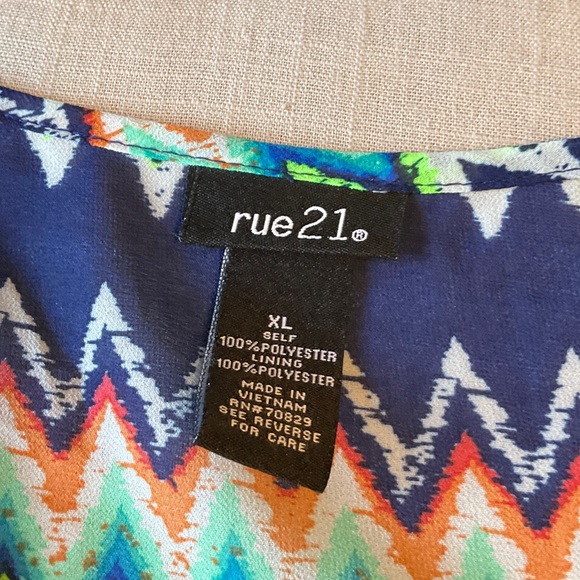 rue21®
XL
SELF
100%POLYESTER
LINING
100%POLYESTER
MADE IN
VIETNAM
RN#70829
SEE REVERSE
FOR CARE